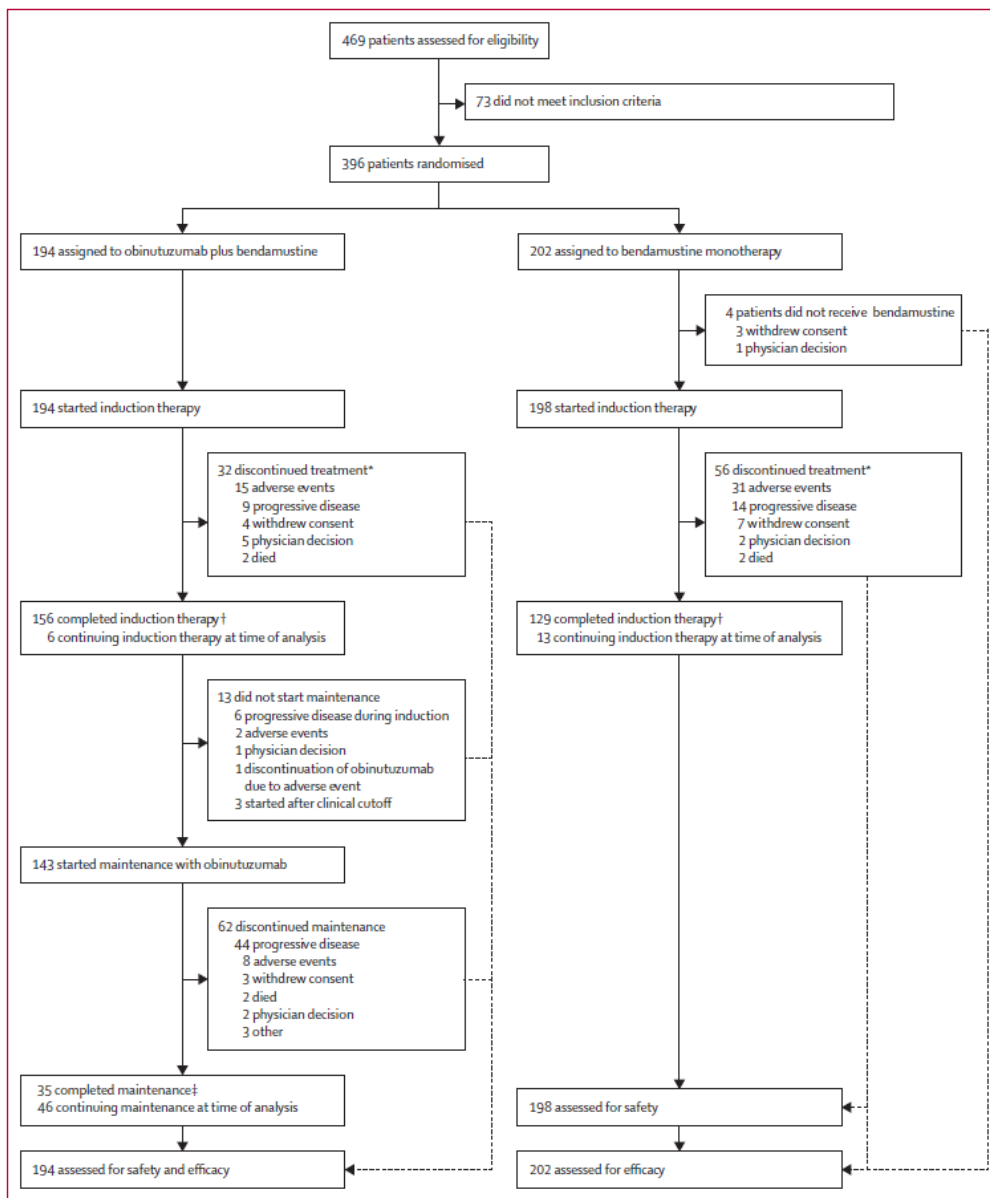 469 patients assessed for eligibility
73 did not meet inclusion criteria
396 patients randomised
194 assigned to obinutuzumab plus bendamustine
202 assigned to bendamustine monotherapy
4 patients did not receive bendamustine
3 withdrew consent
1 physician decision
194 started induction therapy
198 started induction therapy
32 discontinued treatment*
15 adverse events
9 progressive disease
4 withdrew consent
5 physician decision
2 died
56 discontinued treatment*
31 adverse events
14 progressive disease
7 withdrew consent
2 physician decision
2 died
156 completed induction therapy†
6 continuing induction therapy at time of analysis
129 completed induction therapy†
13 continuing induction therapy at time of analysis
13 did not start maintenance
6 progressive disease during induction
2 adverse events
1 physician decision
1 discontinuation of obinutuzumab
due to adverse event
3 started after clinical cutoff
143 started maintenance with obinutuzumab
62 discontinued maintenance
44 progressive disease
8 adverse events
3 withdrew consent
2 died
2 physician decision
3 other
35 completed maintenance‡
46 continuing maintenance at time of analysis
198 assessed for safety
194 assessed for safety and efficacy
202 assessed for efficacy